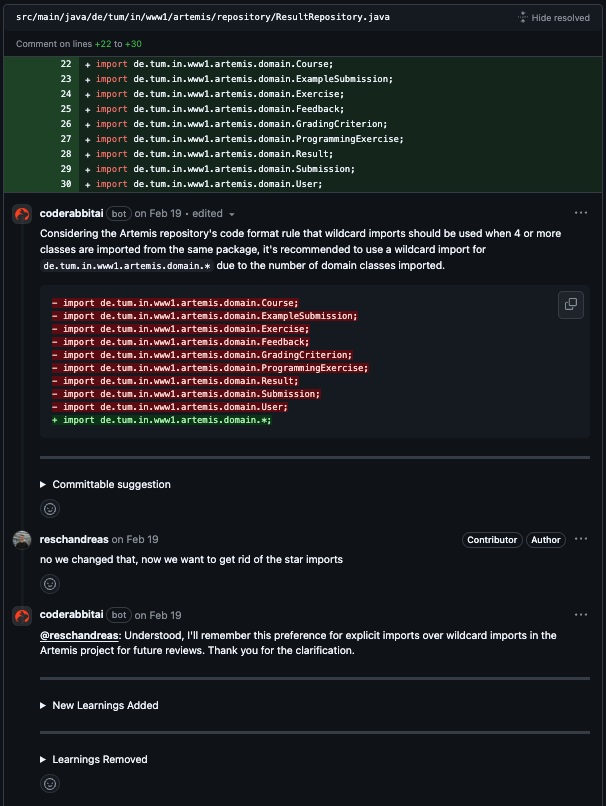 src/main/java/de/tum/in/www1/artemis/repository/ResultRepository.java
Hide resolved
Comment on lines +22 to +30
22 + import de.tum.in.www1.artemis.domain.Course;
23 + import de.tum.in.www1.artemis.domain.ExampleSubmission;
24 + import de.tum.in.www1.artemis.domain.Exercise;
25 + import de.tum.in.www1.artemis.domain.Feedback;
26 + import de.tum.in.www1.artemis.domain.GradingCriterion;
27 + import de.tum.in.www1.artemis.domain.ProgrammingExercise;
28 + import de.tum.in.www1.artemis.domain.Result;
29 + import de.tum.in.www1.artemis.domain.Submission;
30 + import de.tum.in.www1.artemis.domain.User;
coderabbitai bot on Feb 19 • edited
Considering the Artemis repository's code format rule that wildcard imports should be used when 4 or more
classes are imported from the same package, it's recommended to use a wildcard import for
de.tum.in.www1.artemis.domain.* due to the number of domain classes imported.
- import de.tum.in.www1.artemis.domain.Course;
- import de.tum.in.www1.artemis.domain.ExampleSubmission;
- import de.tum.in.www1.artemis.domain.Exercise;
- import de.tum.in.www1.artemis.domain.Feedback;
- import de.tum.in.www1.artemis.domain.GradingCriterion;
- import de.tum.in.www1.artemis.domain.ProgrammingExercise;
- import de.tum.in.www1.artemis.domain.Result;
- import de.tum.in.www1.artemis.domain.Submission;
- import de.tum.in.www1.artemis.domain.User;
+ import de.tum.in.www1.artemis.domain.*;
Committable suggestion
reschandreas on Feb 19 Contributor Author
no we changed that, now we want to get rid of the star imports
coderabbitai bot on Feb 19
@reschandreas: Understood, I'll remember this preference for explicit imports over wildcard imports in the
Artemis project for future reviews. Thank you for the clarification.
New Learnings Added
Learnings Removed